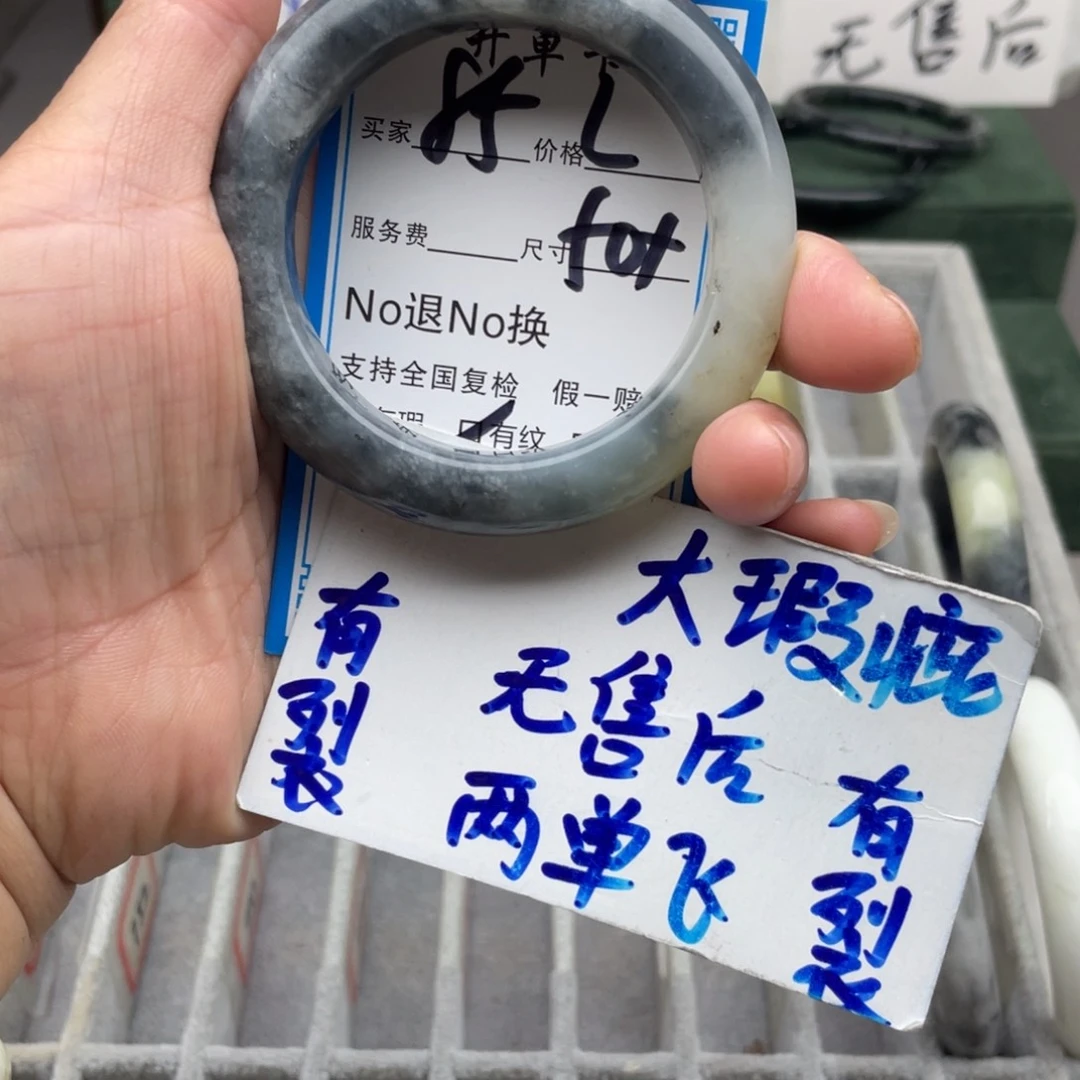 无售后
开单卡
买家 价格
服务费 尺寸
No退No换
支持全国复检 假一赔
有纹
大瑕疵
无售后
两单飞
有裂
有裂